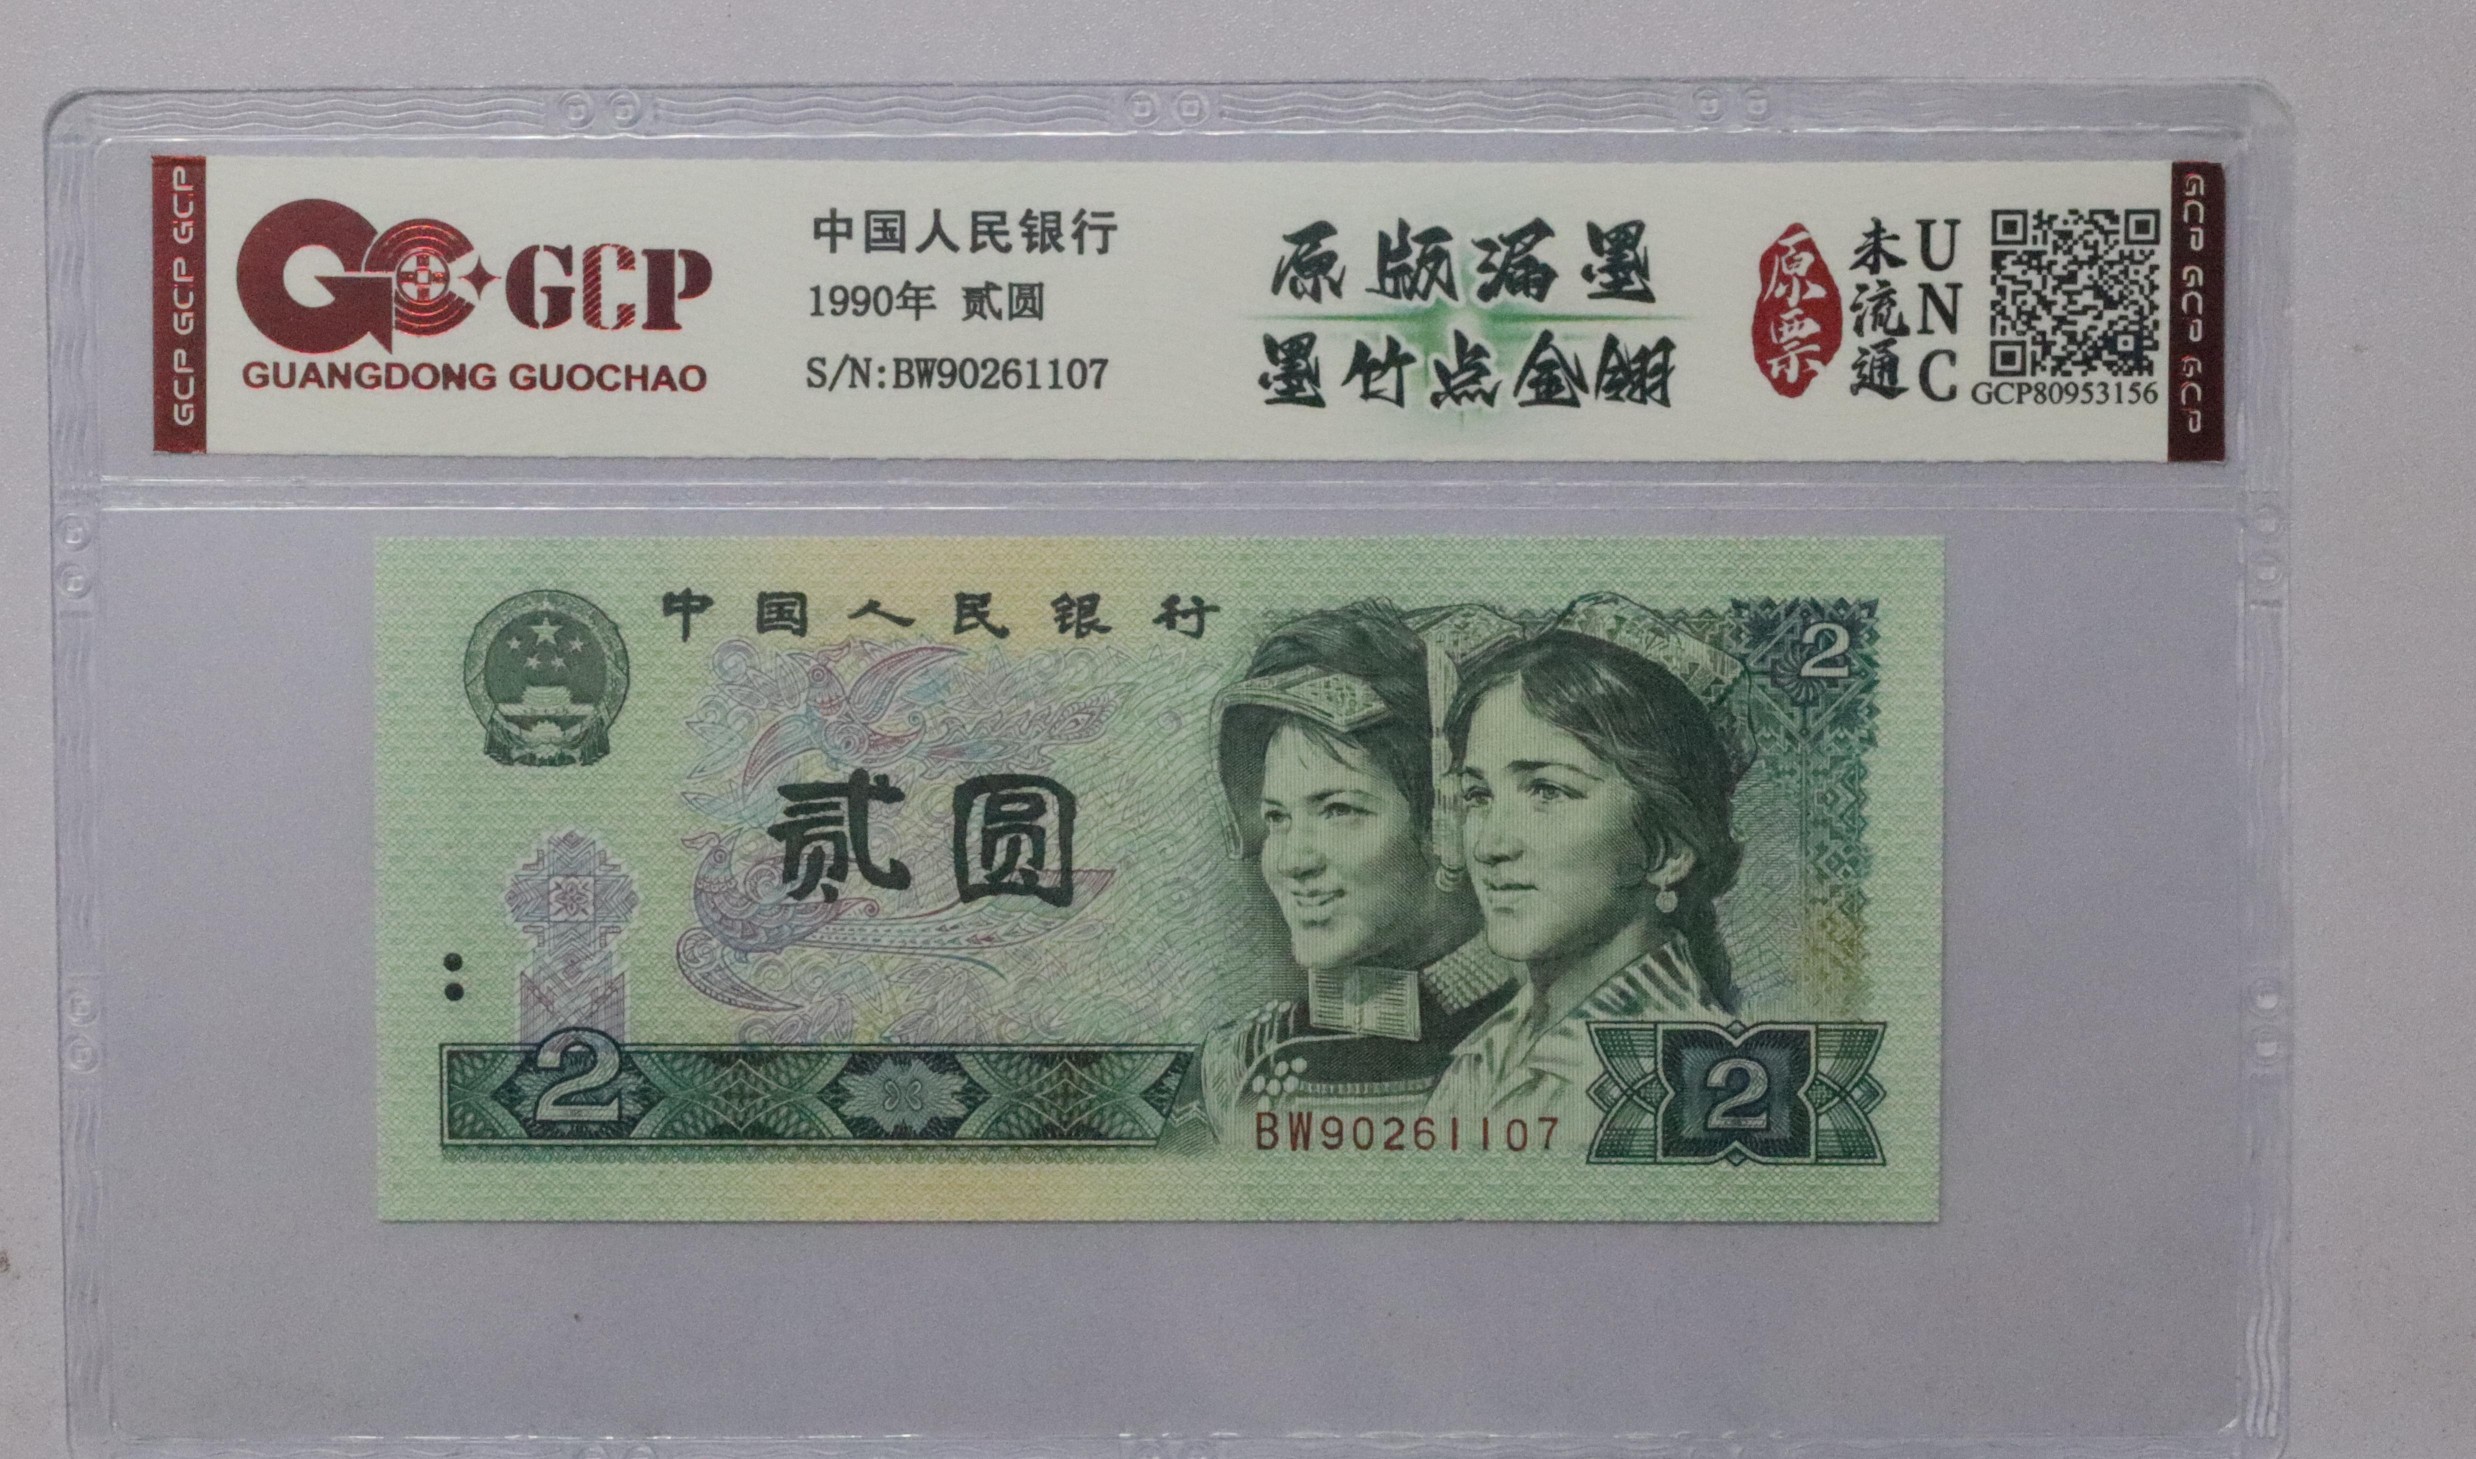 GCP GCP GCP
GCP
GUANGDONG GUOCHAO
中国人民银行
1990年 贰圆
S/N:BW90261107
原版漏墨
墨竹点金翎
原票
未流通
UNC
GCP80953156
GCP GCP GCP
中国人民银行
2
贰圆
2
BW90261107
2